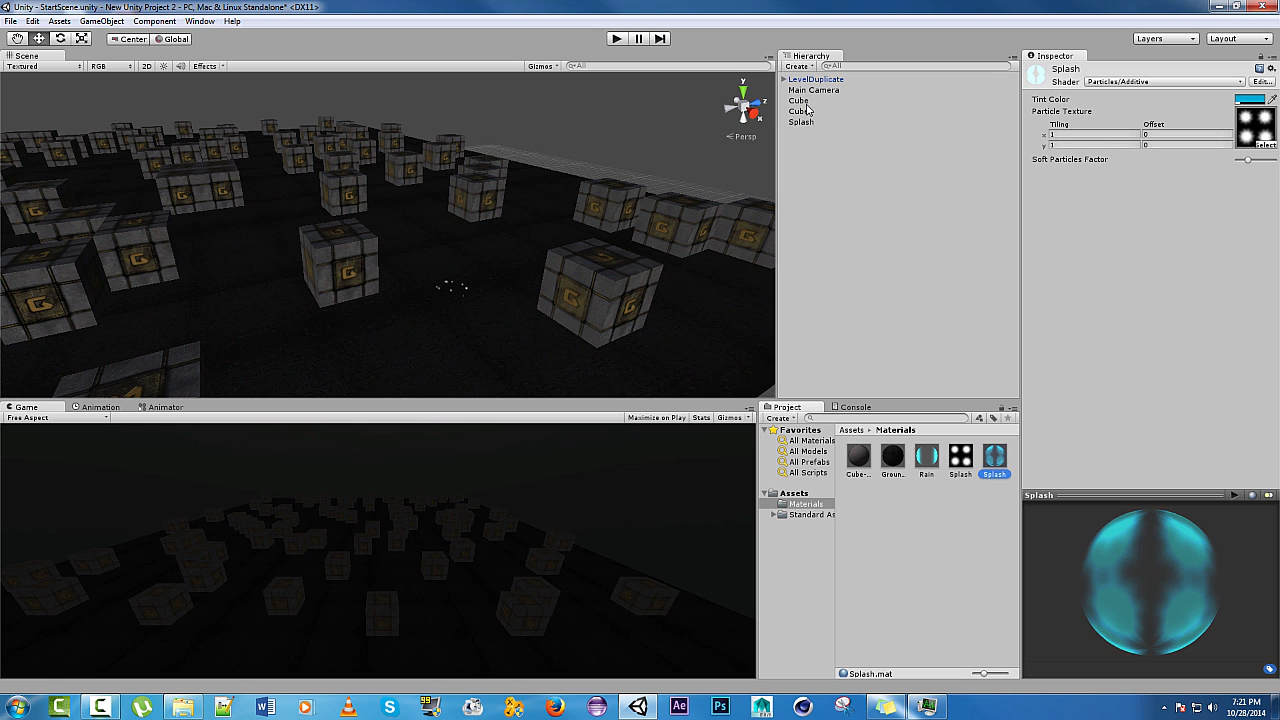 Unity - StartScene.unity - New Unity Project 2 - PC, Mac & Linux Standalone* <DX11>
File Edit Assets GameObject Component Window Help
Center Global Layers Layout
Scene
Textured RGB 2D Effects Gizmos All
y
z
x
Persp
Hierarchy
Create All
LevelDuplicate
Main Camera
Cube
Cube
Splash
Inspector
Splash
Shader Particles/Additive Edit...
Tint Color
Particle Texture
Tiling Offset
x 1 0
y 1 0
Select
Soft Particles Factor
Game Animation Animator
Free Aspect Maximize on Play Stats Gizmos
Project Console
Create
Favorites
All Materials
All Models
All Prefabs
All Scripts
Assets
Materials
Standard As
Assets Materials
Cube-... Groun... Rain Splash Splash
Splash.mat
Splash
7:21 PM
10/28/2014